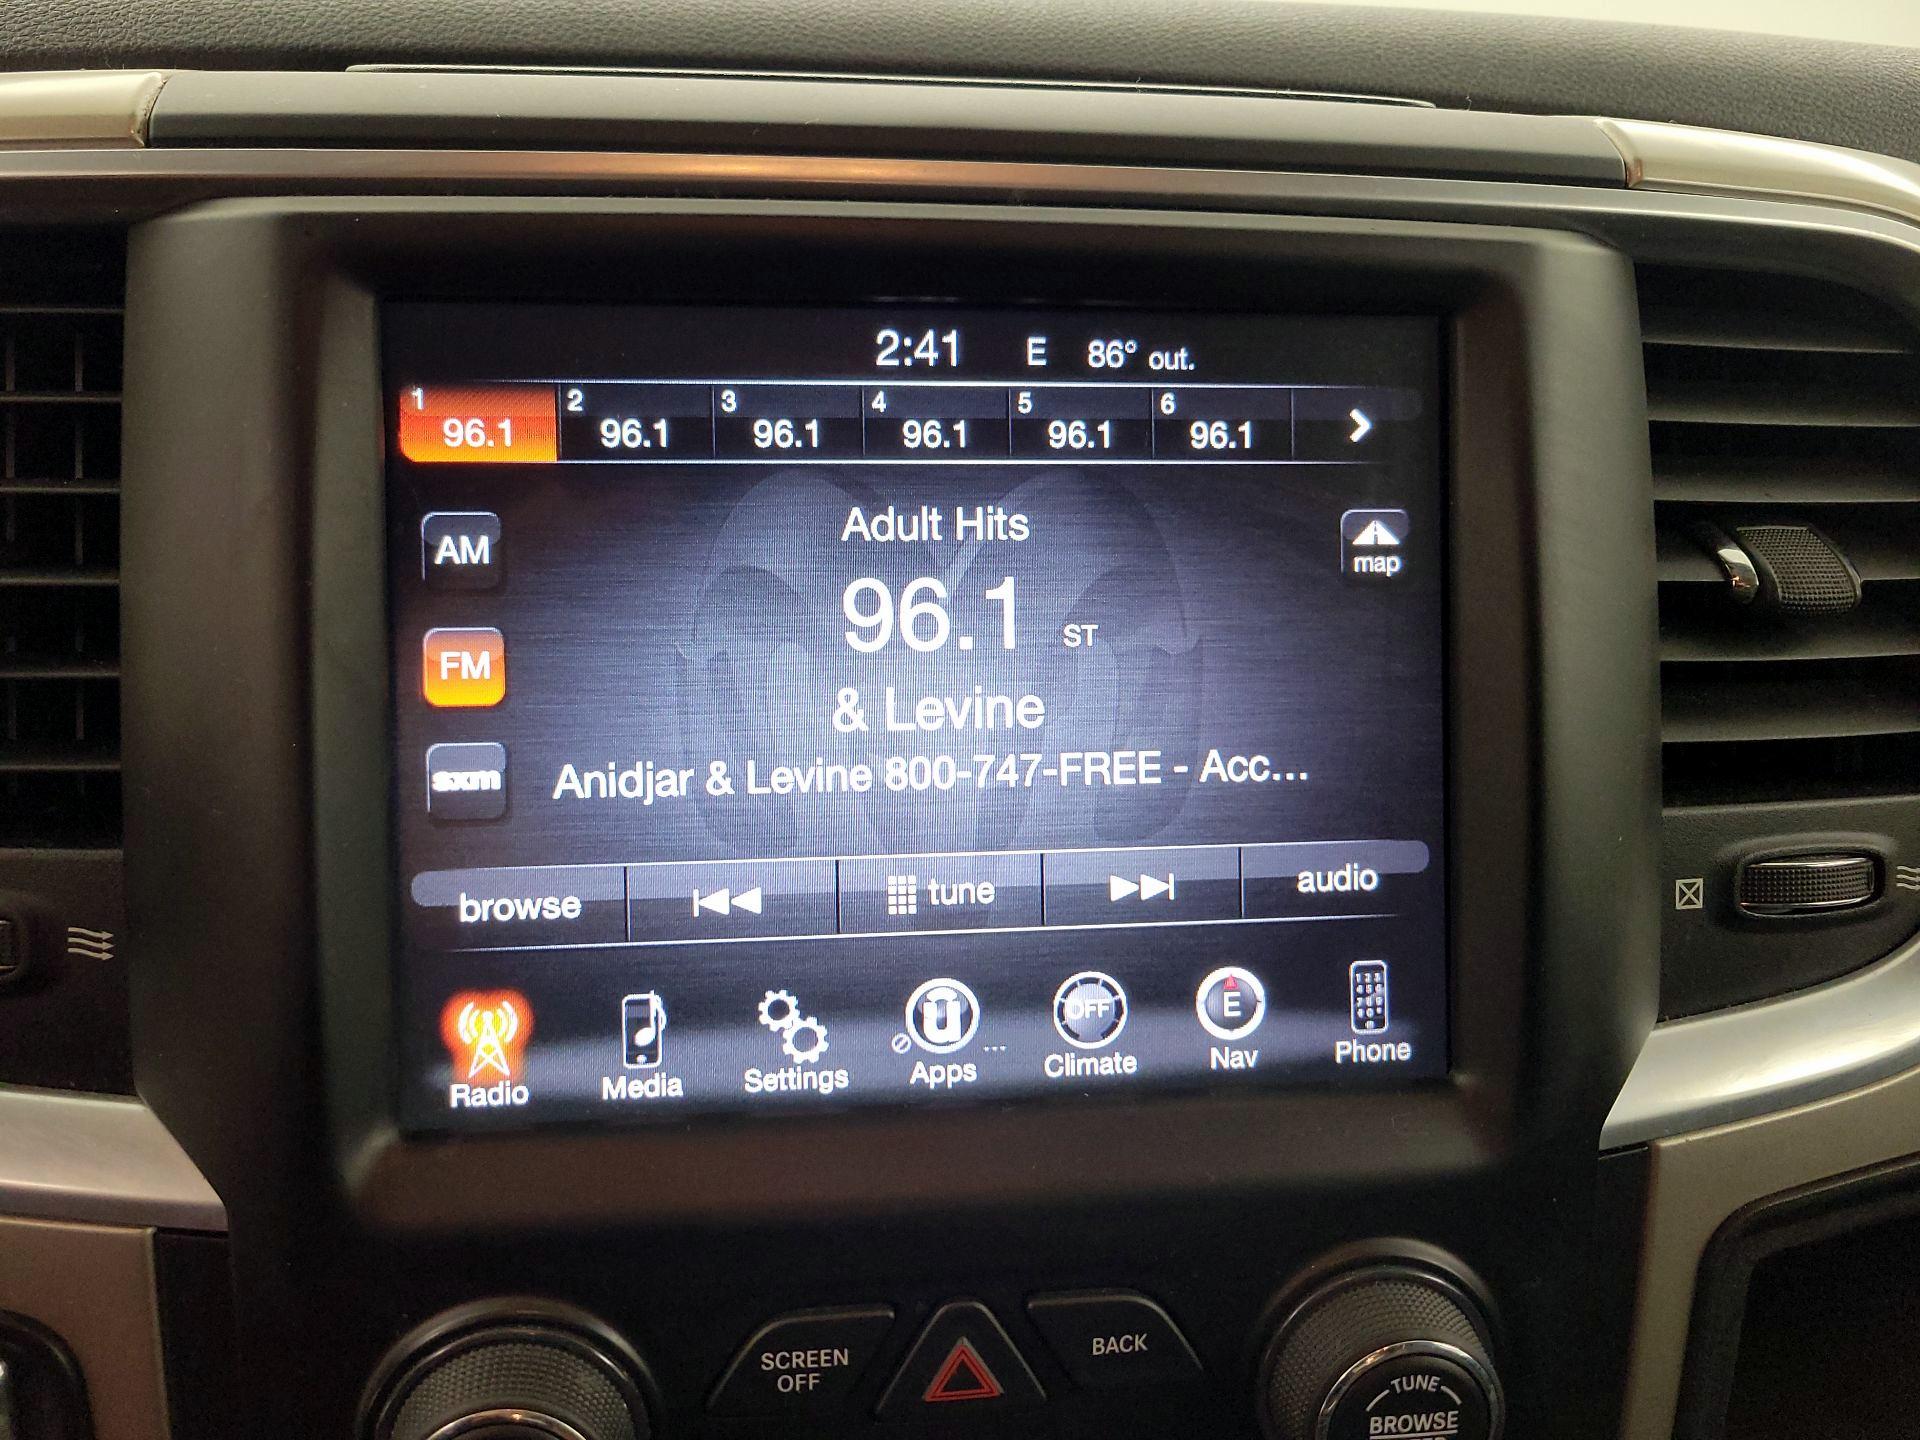 2:41 E 86° out.
1 2 3 4 5 6
96.1 96.1 96.1 96.1 96.1 96.1
Adult Hits
AM
map
96.1 ST
FM
& Levine
sxm
Anidjar & Levine 800-747-FREE - Acc...
browse tune audio
OFF E
Radio Media Settings Apps ... Climate Nav Phone
SCREEN OFF
BACK
TUNE
BROWSE